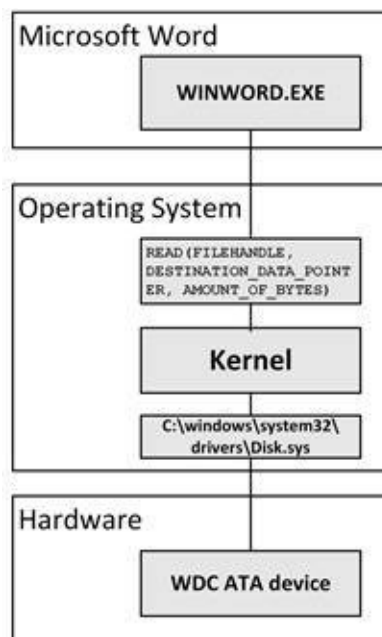 Microsoft Word
WINWORD.EXE
Operating System
READ(FILEHANDLE,
DESTINATION_DATA_POINT
ER, AMOUNT_OF_BYTES)
Kernel
C:\windows\system32\
drivers\Disk.sys
Hardware
WDC ATA device